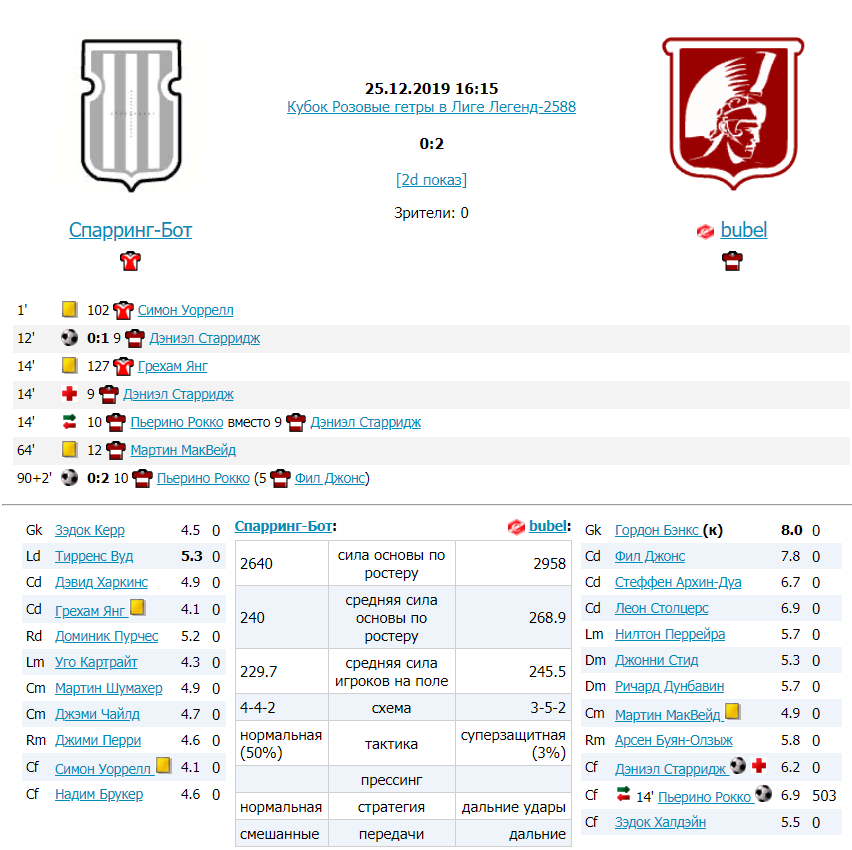 25.12.2019 16:15
Кубок Розовые гетры в Лиге Легенд-2588
0:2
[2d показ]
Зрители: 0
Спарринг-Бот
bubel
1' 102 Симон Уоррелл
12' 0:1 9 Дэниэл Старридж
14' 127 Грехам Янг
14' 9 Дэниэл Старридж
14' 10 Пьерино Рокко вместо 9 Дэниэл Старридж
64' 12 Мартин МакВейд
90+2' 0:2 10 Пьерино Рокко (5 Фил Джонс)
Gk Зэдок Керр 4.5 0
Ld Тирренс Вуд 5.3 0
Cd Дэвид Харкинс 4.9 0
Cd Грехам Янг 4.1 0
Rd Доминик Пурчес 5.2 0
Lm Уго Картрайт 4.3 0
Cm Мартин Шумахер 4.9 0
Cm Джэми Чайлд 4.7 0
Rm Джими Перри 4.6 0
Cf Симон Уоррелл 4.1 0
Cf Надим Брукер 4.6 0
Спарринг-Бот: bubel:
2640 сила основы по ростеру 2958
240 средняя сила основы по ростеру 268.9
229.7 средняя сила игроков на поле 245.5
4-4-2 схема 3-5-2
нормальная (50%) тактика суперзащитная (3%)
прессинг
нормальная стратегия дальние удары
смешанные передачи дальние
Gk Гордон Бэнкс (к) 8.0 0
Cd Фил Джонс 7.8 0
Cd Стеффен Архин-Дуа 6.7 0
Cd Леон Столцерс 6.9 0
Lm Нилтон Перрейра 5.7 0
Dm Джонни Стид 5.3 0
Dm Ричард Дунбавин 5.7 0
Cm Мартин МакВейд 4.9 0
Rm Арсен Буян-Олзыж 5.8 0
Cf Дэниэл Старридж 6.2 0
Cf 14' Пьерино Рокко 6.9 503
Cf Зэдок Халдэйн 5.5 0